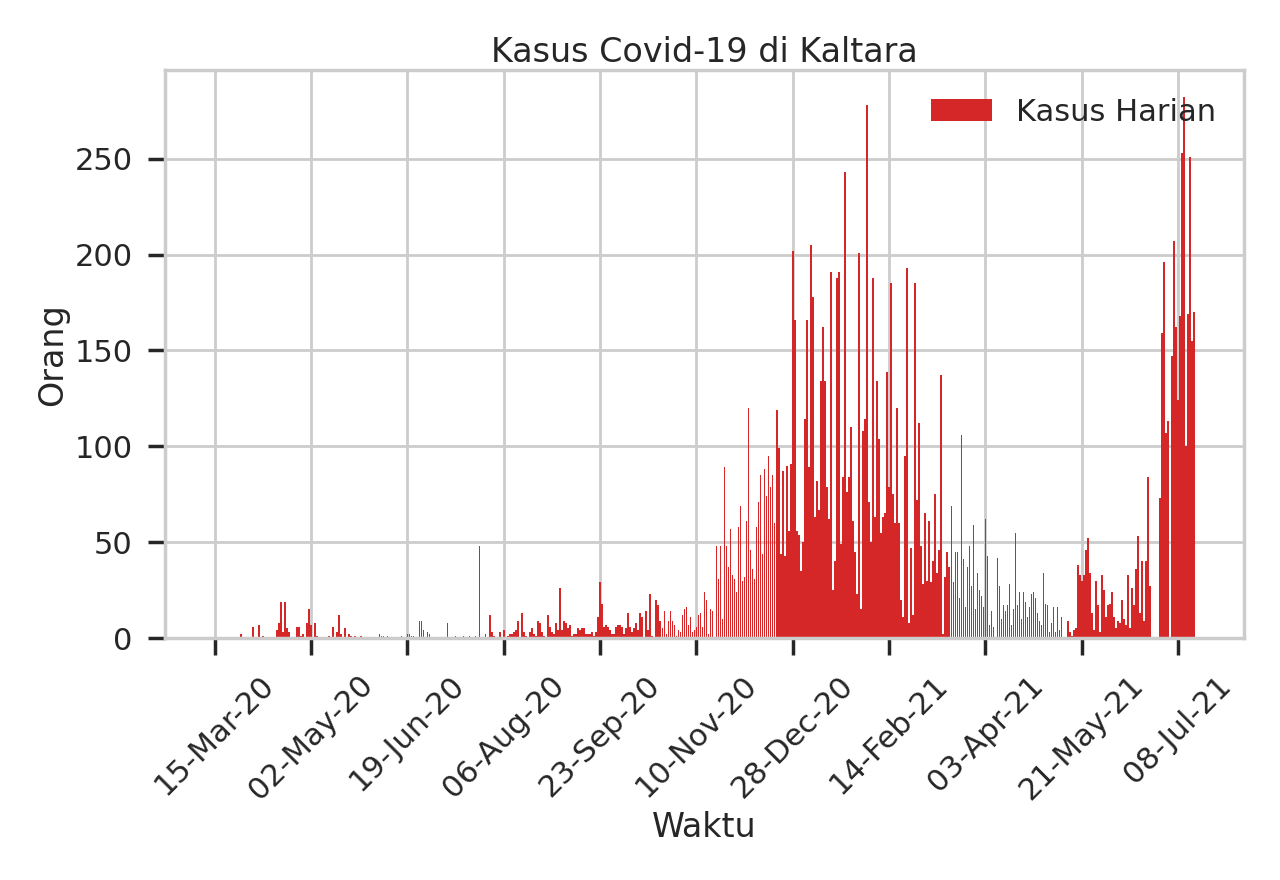 Kasus Covid-19 di Kaltara
Kasus Harian
Orang
250
200
150
100
50
0
15-Mar-20
02-May-20
19-Jun-20
06-Aug-20
23-Sep-20
10-Nov-20
28-Dec-20
14-Feb-21
03-Apr-21
21-May-21
08-Jul-21
Waktu